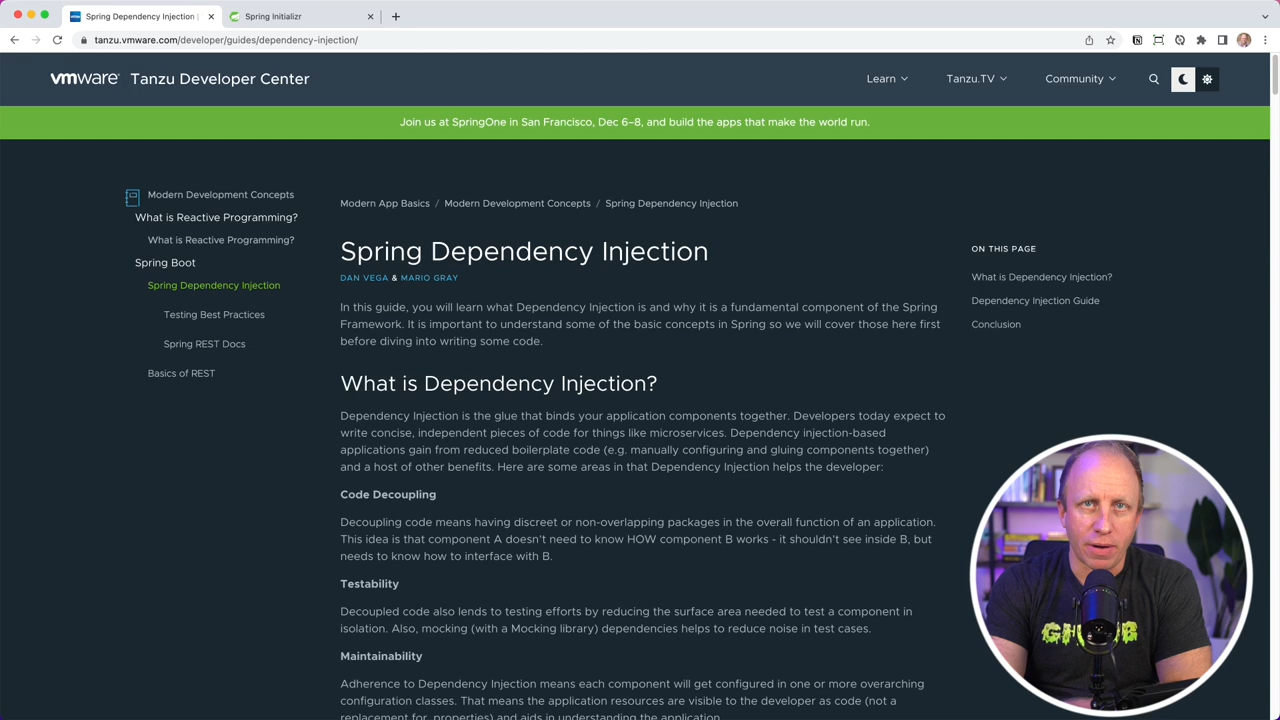 Spring Dependency Injection |
Spring Initializr
tanzu.vmware.com/developer/guides/dependency-injection/
vmware Tanzu Developer Center
Learn
Tanzu.TV
Community
Join us at SpringOne in San Francisco, Dec 6–8, and build the apps that make the world run.
Modern Development Concepts
What is Reactive Programming?
What is Reactive Programming?
Spring Boot
Spring Dependency Injection
Testing Best Practices
Spring REST Docs
Basics of REST
Modern App Basics / Modern Development Concepts / Spring Dependency Injection
Spring Dependency Injection
DAN VEGA & MARIO GRAY
In this guide, you will learn what Dependency Injection is and why it is a fundamental component of the Spring
Framework. It is important to understand some of the basic concepts in Spring so we will cover those here first
before diving into writing some code.
What is Dependency Injection?
Dependency Injection is the glue that binds your application components together. Developers today expect to
write concise, independent pieces of code for things like microservices. Dependency injection-based
applications gain from reduced boilerplate code (e.g. manually configuring and gluing components together)
and a host of other benefits. Here are some areas in that Dependency Injection helps the developer:
Code Decoupling
Decoupling code means having discreet or non-overlapping packages in the overall function of an application.
This idea is that component A doesn't need to know HOW component B works - it shouldn't see inside B, but
needs to know how to interface with B.
Testability
Decoupled code also lends to testing efforts by reducing the surface area needed to test a component in
isolation. Also, mocking (with a Mocking library) dependencies helps to reduce noise in test cases.
Maintainability
Adherence to Dependency Injection means each component will get configured in one or more overarching
configuration classes. That means the application resources are visible to the developer as code (not a
replacement for .properties) and aids in understanding the application.
ON THIS PAGE
What is Dependency Injection?
Dependency Injection Guide
Conclusion